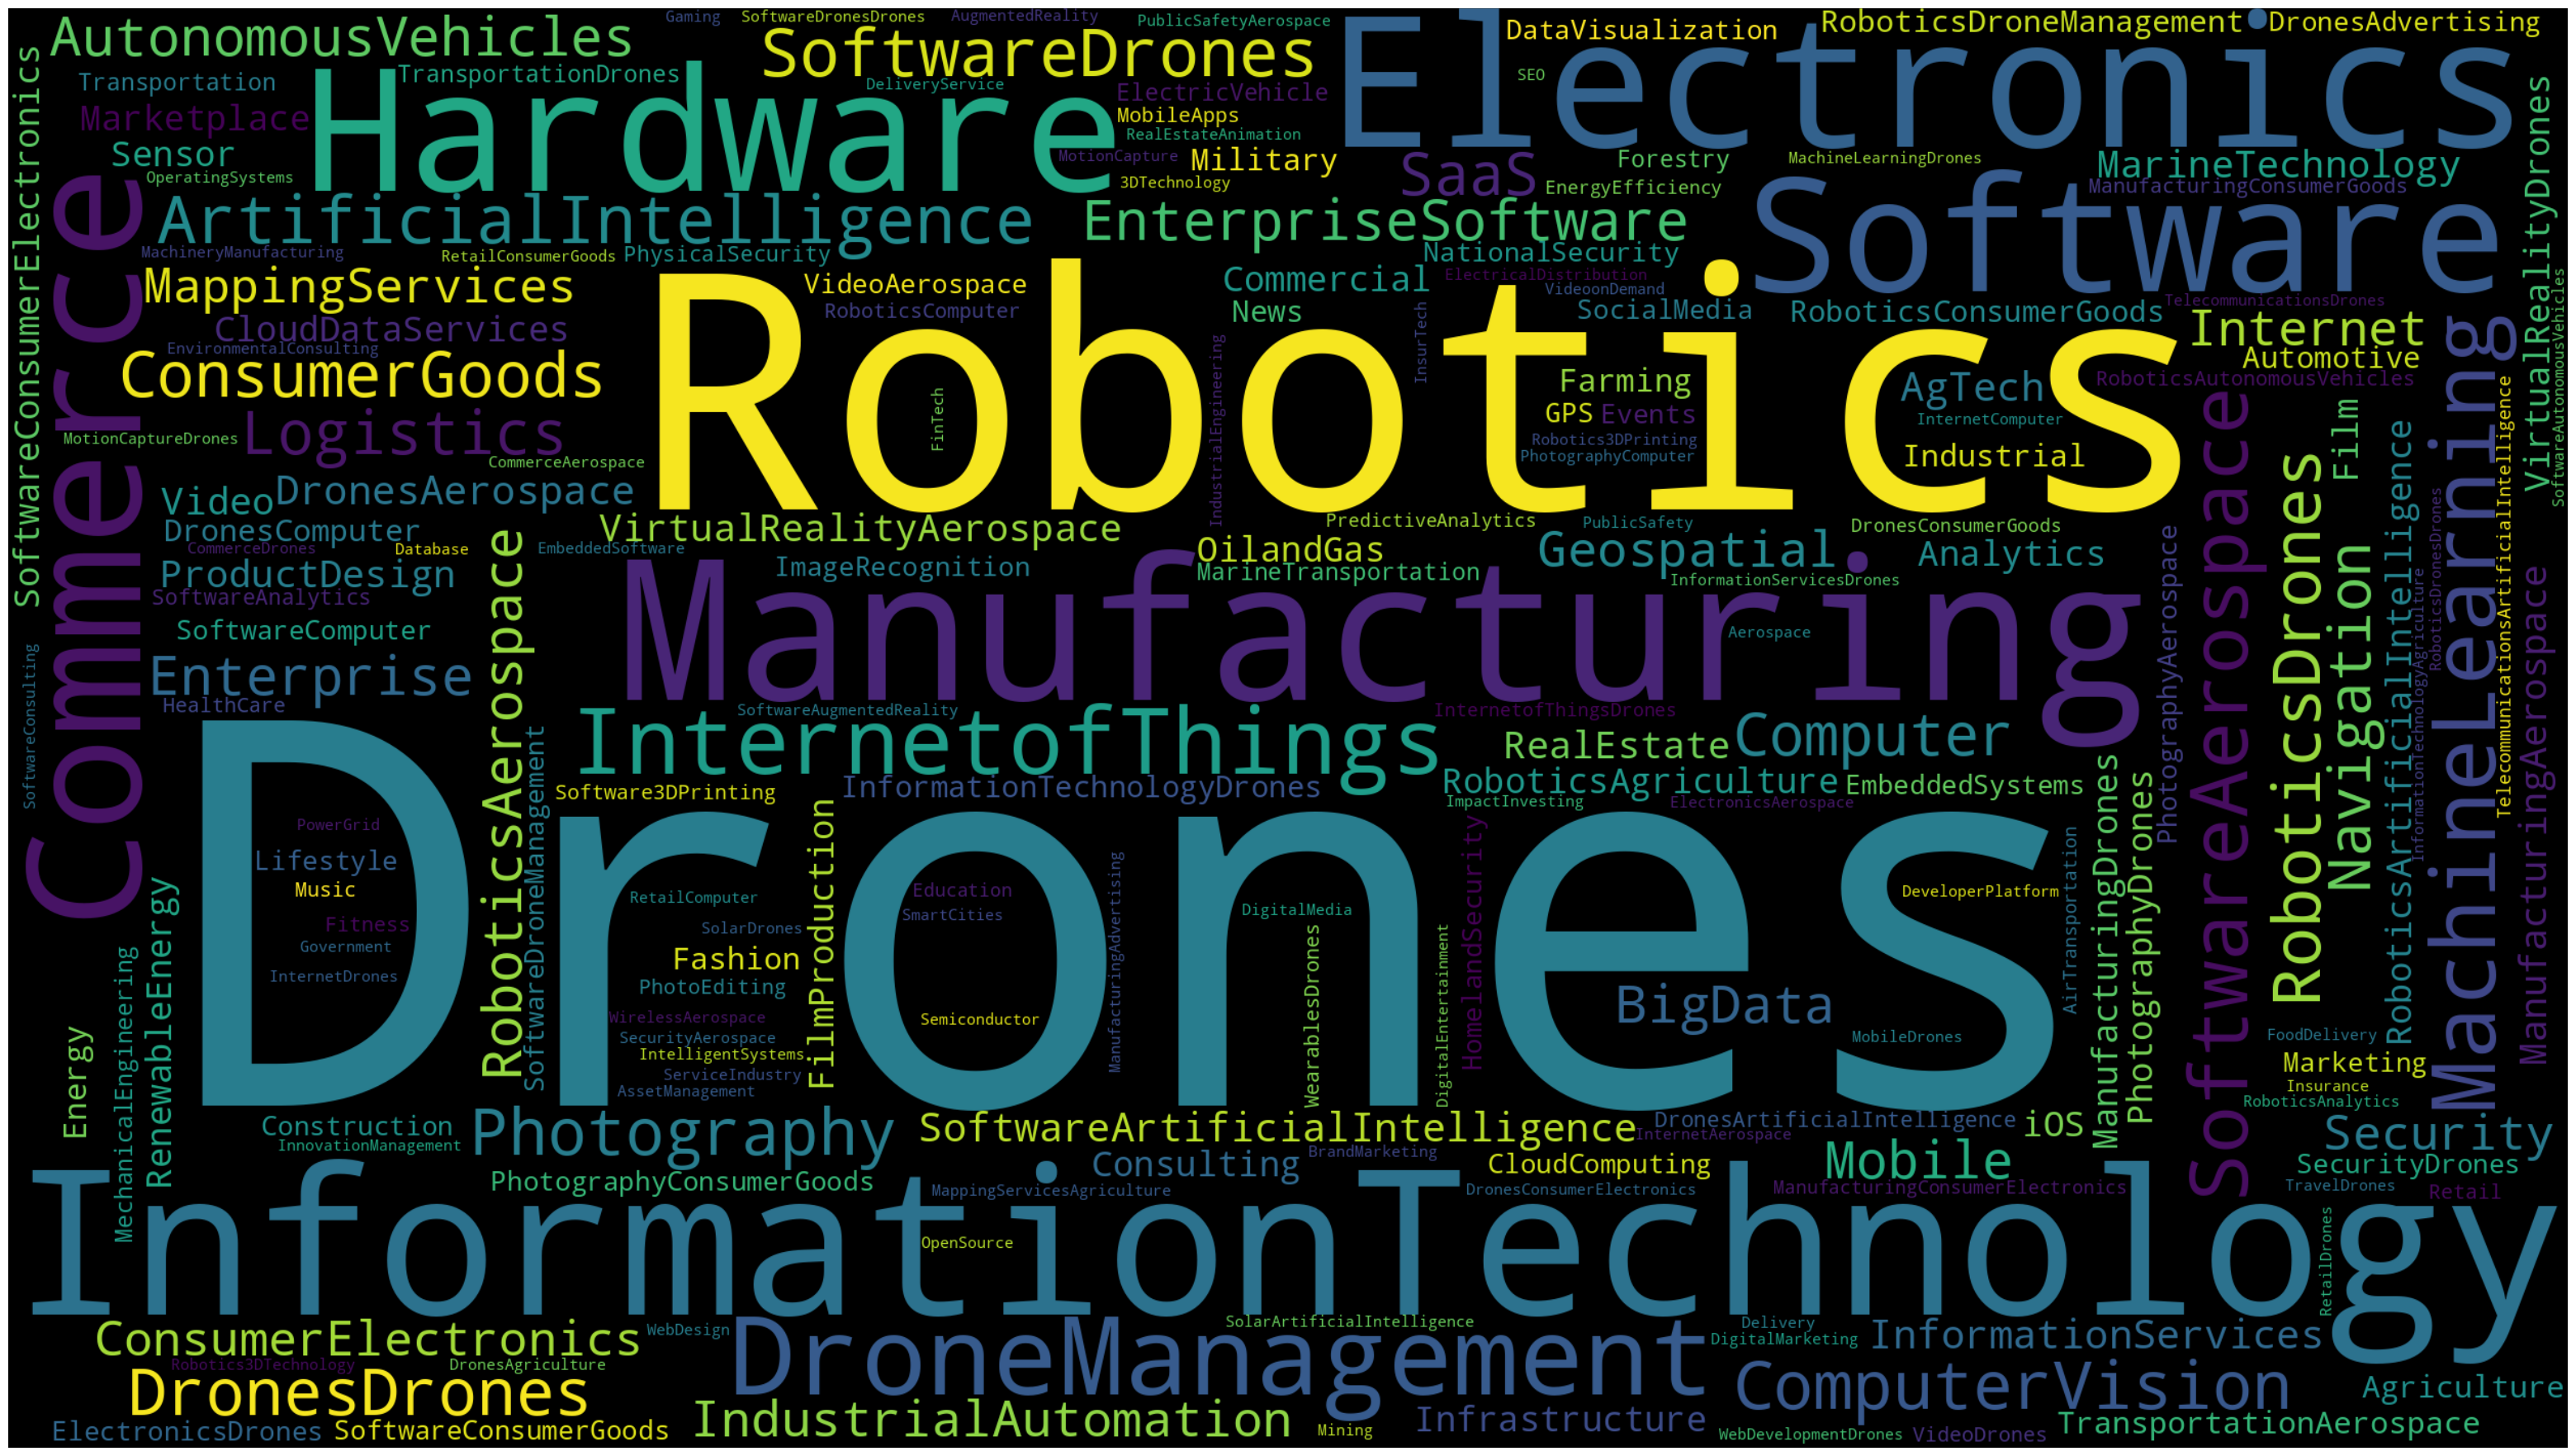 Gaming
SoftwareDronesDrones
AugmentedReality
PublicSafetyAerospace
Electronics
DataVisualization
RoboticsDroneManagement
DronesAdvertising
AutonomousVehicles
SoftwareDrones
SoftwareConsumerElectronics
Transportation
TransportationDrones
Hardware
DeliveryService
ElectricVehicle
SEO
VirtualRealityDrones
Marketplace
MobileApps
RealEstateAnimation
Sensor
MotionCapture
Military
SaaS
Forestry
MachineLearningDrones
MarineTechnology
OperatingSystems
3DTechnology
EnergyEfficiency
ManufacturingConsumerGoods
Commerce
ArtificialIntelligence
EnterpriseSoftware
Software
MachineryManufacturing
RetailConsumerGoods
PhysicalSecurity
NationalSecurity
MappingServices
Robotics
VideoAerospace
Commercial
ElectricalDistribution
VideoonDemand
TelecommunicationsDrones
SoftwareAutonomousVehicles
CloudDataServices
RoboticsComputer
News
SocialMedia
RoboticsConsumerGoods
Internet
InsurTech
EnvironmentalConsulting
ConsumerGoods
IndustrialEngineering
Automotive
MachineLearning
Farming
AgTech
RoboticsAutonomousVehicles
FinTech
GPS
Events
InternetComputer
Film
TelecommunicationsArtificialIntelligence
MotionCaptureDrones
Logistics
Robotics3DPrinting
PhotographyComputer
Industrial
CommerceAerospace
SoftwareAerospace
RoboticsDrones
RoboticsArtificialIntelligence
Video
DronesAerospace
DronesComputer
VirtualRealityAerospace
PredictiveAnalytics
PublicSafety
DronesConsumerGoods
RoboticsDronesDrones
CommerceDrones
Database
RoboticsAerospace
EmbeddedSoftware
ImageRecognition
OilandGas
Geospatial
Analytics
PhotographyAerospace
Navigation
ProductDesign
Manufacturing
MarineTransportation
InformationServicesDrones
InformationTechnologyAgriculture
ManufacturingAerospace
SoftwareAnalytics
SoftwareComputer
Aerospace
SoftwareConsulting
Enterprise
HealthCare
SoftwareAugmentedReality
InternetofThingsDrones
InternetofThings
RealEstate
Computer
Drones
SoftwareDroneManagement
Software3DPrinting
InformationTechnologyDrones
RoboticsAgriculture
EmbeddedSystems
ManufacturingDrones
PhotographyDrones
ImpactInvesting
ElectronicsAerospace
FilmProduction
PowerGrid
HomelandSecurity
AirTransportation
Lifestyle
ManufacturingAdvertising
Music
RetailComputer
Education
DeveloperPlatform
RenewableEnergy
Fitness
SolarDrones
SmartCities
DigitalMedia
WearablesDrones
DigitalEntertainment
Government
Fashion
MechanicalEngineering
InternetDrones
PhotoEditing
BigData
Energy
WirelessAerospace
Semiconductor
SecurityAerospace
MobileDrones
FoodDelivery
IntelligentSystems
Marketing
ServiceIndustry
Insurance
AssetManagement
RoboticsAnalytics
Construction
InnovationManagement
Photography
SoftwareArtificialIntelligence
DronesArtificialIntelligence
iOS
InternetAerospace
Security
BrandMarketing
Consulting
CloudComputing
Mobile
SecurityDrones
InformationTechnology
PhotographyConsumerGoods
MappingServicesAgriculture
DronesConsumerElectronics
ManufacturingConsumerElectronics
TravelDrones
Retail
RetailDrones
OpenSource
ConsumerElectronics
WebDesign
DroneManagement
SolarArtificialIntelligence
Delivery
DigitalMarketing
InformationServices
Robotics3DTechnology
DronesAgriculture
DronesDrones
ComputerVision
Agriculture
ElectronicsDrones
SoftwareConsumerGoods
IndustrialAutomation
Mining
Infrastructure
WebDevelopmentDrones
VideoDrones
TransportationAerospace